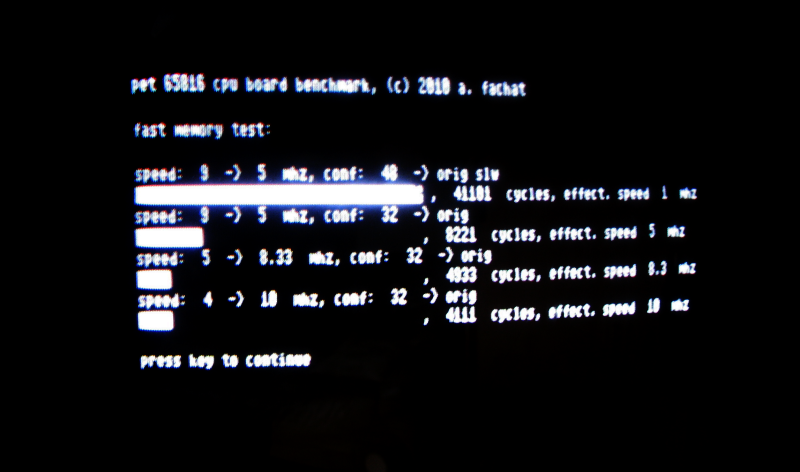 pet 65816 cpu board benchmark, (c) 2010 a. fachat
fast memory test:
speed: 9 -> 5 mhz, conf: 48 -> orig slw
, 41101 cycles, effect. speed 1 mhz
speed: 9 -> 5 mhz, conf: 32 -> orig
, 8221 cycles, effect. speed 5 mhz
speed: 5 -> 8.33 mhz, conf: 32 -> orig
, 4933 cycles, effect. speed 8.3 mhz
speed: 4 -> 10 mhz, conf: 32 -> orig
, 4111 cycles, effect. speed 10 mhz
press key to continue